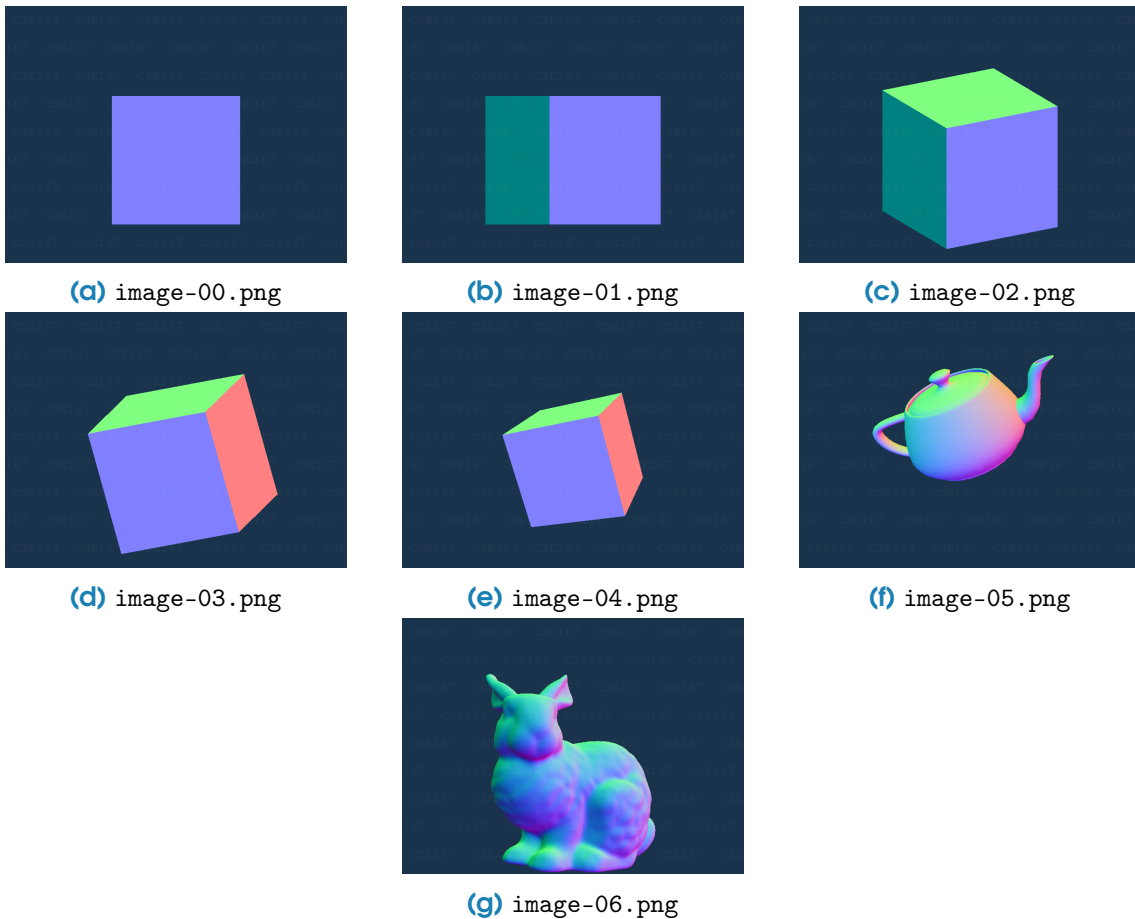 (a) image-00.png
(b) image-01.png
(c) image-02.png
(d) image-03.png
(e) image-04.png
(f) image-05.png
(g) image-06.png